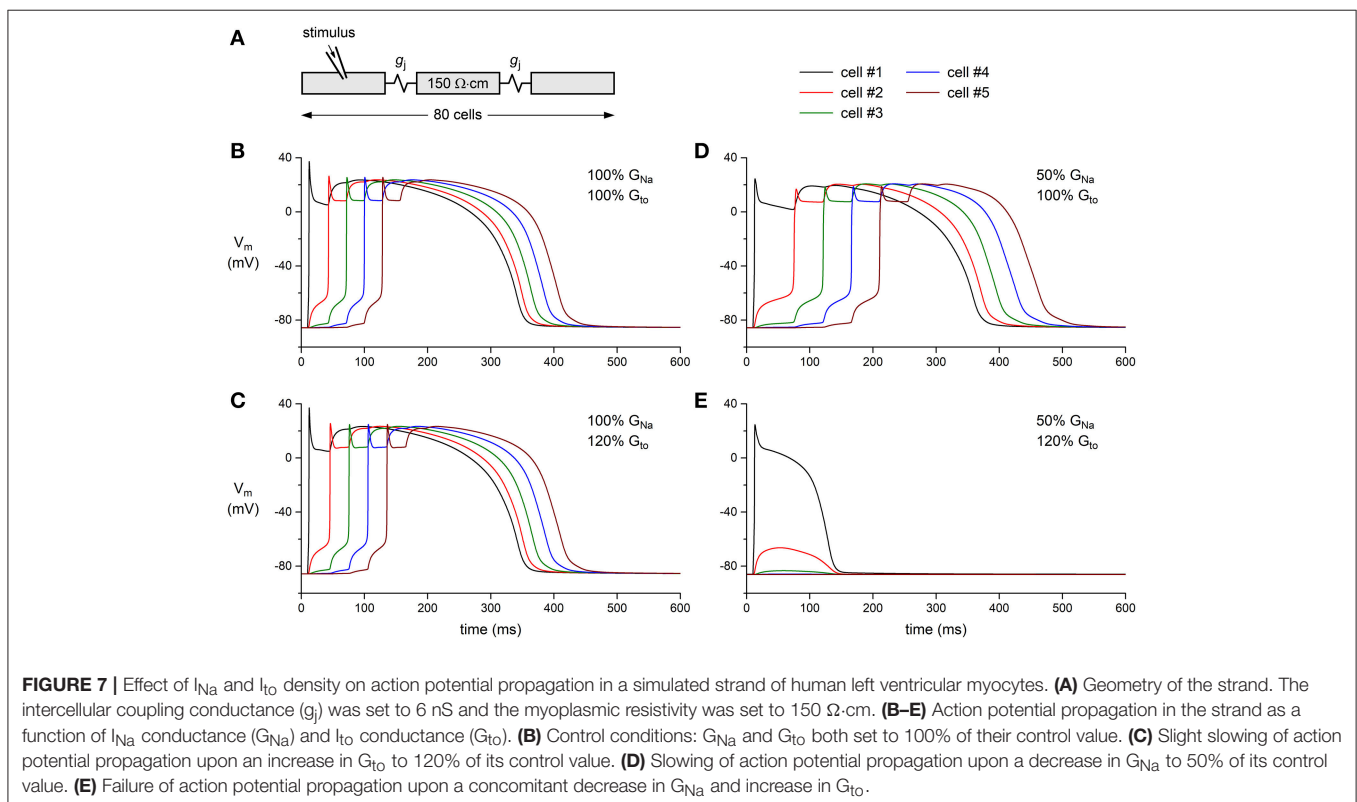 A
stimulus
gj
gj
150 Ω·cm
80 cells
cell #1
cell #2
cell #3
cell #4
cell #5
B
40
0
-40
-80
Vm
(mV)
100% GNa
100% Gto
0
100
200
300
400
500
600
D
40
0
-40
-80
Vm
(mV)
50% GNa
100% Gto
0
100
200
300
400
500
600
C
40
0
-40
-80
Vm
(mV)
100% GNa
120% Gto
0
100
200
300
400
500
600
time (ms)
E
40
0
-40
-80
Vm
(mV)
50% GNa
120% Gto
0
100
200
300
400
500
600
time (ms)
FIGURE 7 | Effect of INa and Ito density on action potential propagation in a simulated strand of human left ventricular myocytes. (A) Geometry of the strand. The
intercellular coupling conductance (gj) was set to 6 nS and the myoplasmic resistivity was set to 150 Ω·cm. (B–E) Action potential propagation in the strand as a
function of INa conductance (GNa) and Ito conductance (Gto). (B) Control conditions: GNa and Gto both set to 100% of their control value. (C) Slight slowing of action
potential propagation upon an increase in Gto to 120% of its control value. (D) Slowing of action potential propagation upon a decrease in GNa to 50% of its control
value. (E) Failure of action potential propagation upon a concomitant decrease in GNa and increase in Gto.